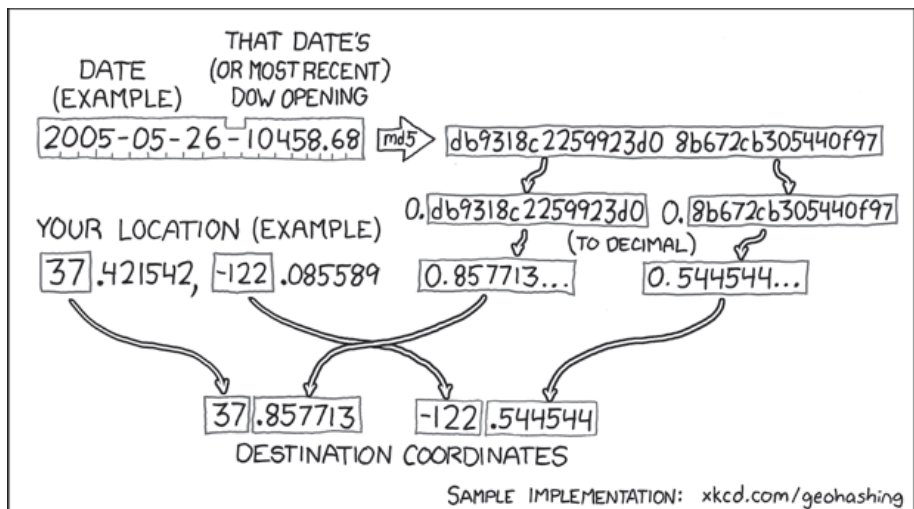 DATE
(EXAMPLE)
THAT DATE'S
(OR MOST RECENT)
DOW OPENING
2005-05-26-10458.68
md5
db9318c2259923d0 8b672cb305440f97
0.db9318c2259923d0
0.8b672cb305440f97
(TO DECIMAL)
YOUR LOCATION (EXAMPLE)
37.421542, -122.085589
0.857713...
0.544544...
37.857713
-122.544544
DESTINATION COORDINATES
SAMPLE IMPLEMENTATION: xkcd.com/geohashing